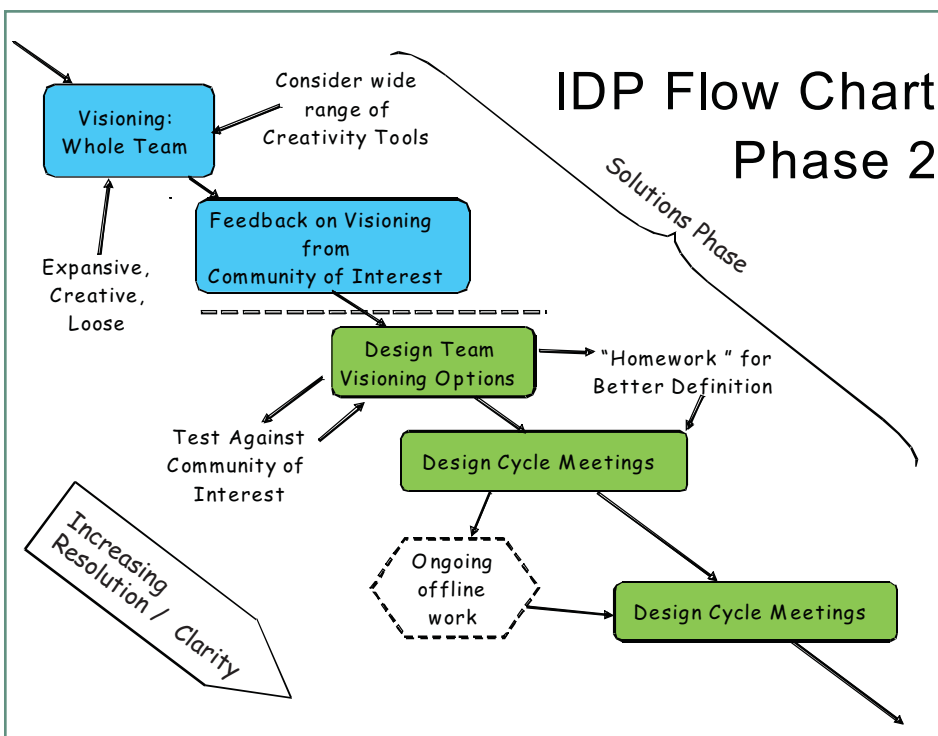 IDP Flow Chart
Phase 2
Consider wide
range of
Creativity Tools
Visioning:
Whole Team
Solutions Phase
Feedback on Visioning
from
Community of Interest
Expansive,
Creative,
Loose
Design Team
Visioning Options
"Homework " for
Better Definition
Test Against
Community of
Interest
Design Cycle Meetings
Increasing
Resolution / Clarity
Ongoing
offline
work
Design Cycle Meetings